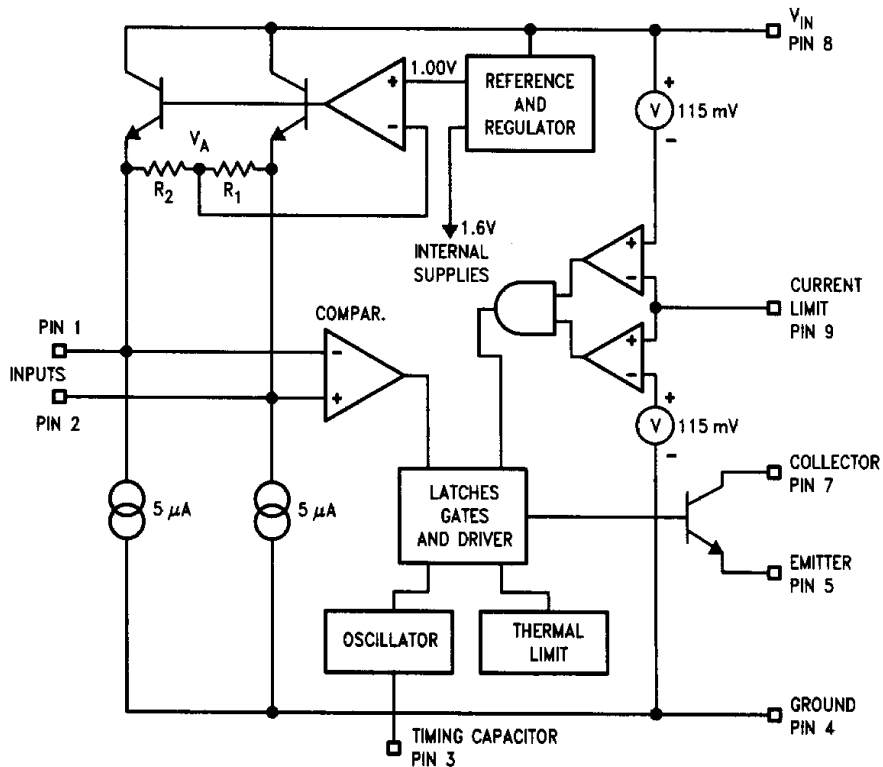 V_IN
PIN 8
1.00V
+
−
REFERENCE
AND
REGULATOR
+
V
115 mV
−
V_A
R_2
R_1
1.6V
INTERNAL
SUPPLIES
+
−
CURRENT
LIMIT
PIN 9
+
−
COMPAR.
PIN 1
INPUTS
PIN 2
−
+
+
V
115 mV
−
COLLECTOR
PIN 7
5 µA
5 µA
LATCHES
GATES
AND DRIVER
EMITTER
PIN 5
OSCILLATOR
THERMAL
LIMIT
GROUND
PIN 4
TIMING CAPACITOR
PIN 3